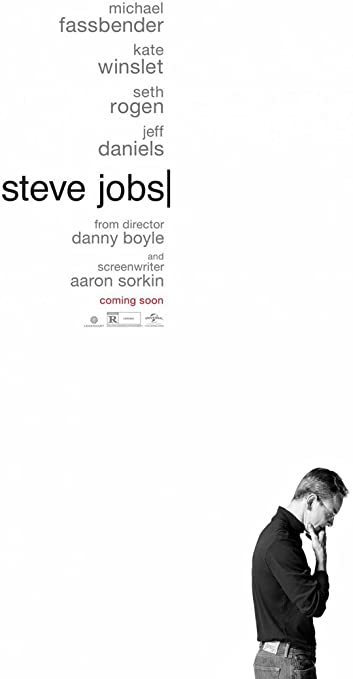 michael
fassbender
kate
winslet
seth
rogen
jeff
daniels
steve jobs|
from director
danny boyle
and
screenwriter
aaron sorkin
coming soon
R